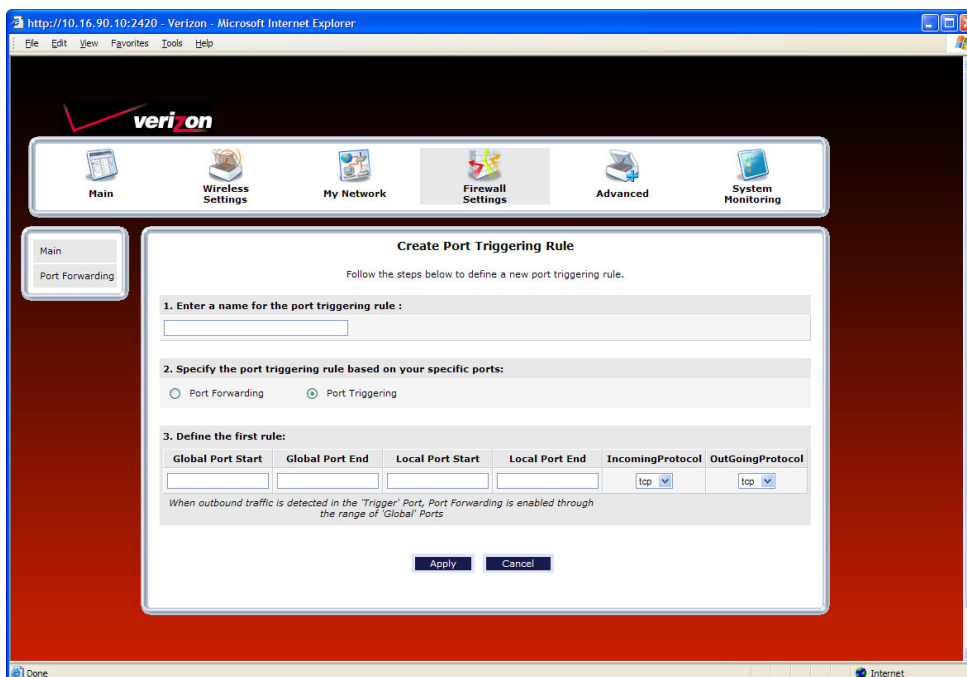 http://10.16.90.10:2420 - Verizon - Microsoft Internet Explorer
File Edit View Favorites Tools Help
verizon
Main
Wireless Settings
My Network
Firewall Settings
Advanced
System Monitoring
Main
Port Forwarding
Create Port Triggering Rule
Follow the steps below to define a new port triggering rule.
1. Enter a name for the port triggering rule :
2. Specify the port triggering rule based on your specific ports:
Port Forwarding Port Triggering
3. Define the first rule:
Global Port Start Global Port End Local Port Start Local Port End IncomingProtocol OutGoingProtocol
tcp tcp
When outbound traffic is detected in the 'Trigger' Port, Port Forwarding is enabled through
the range of 'Global' Ports
Apply Cancel
Done Internet